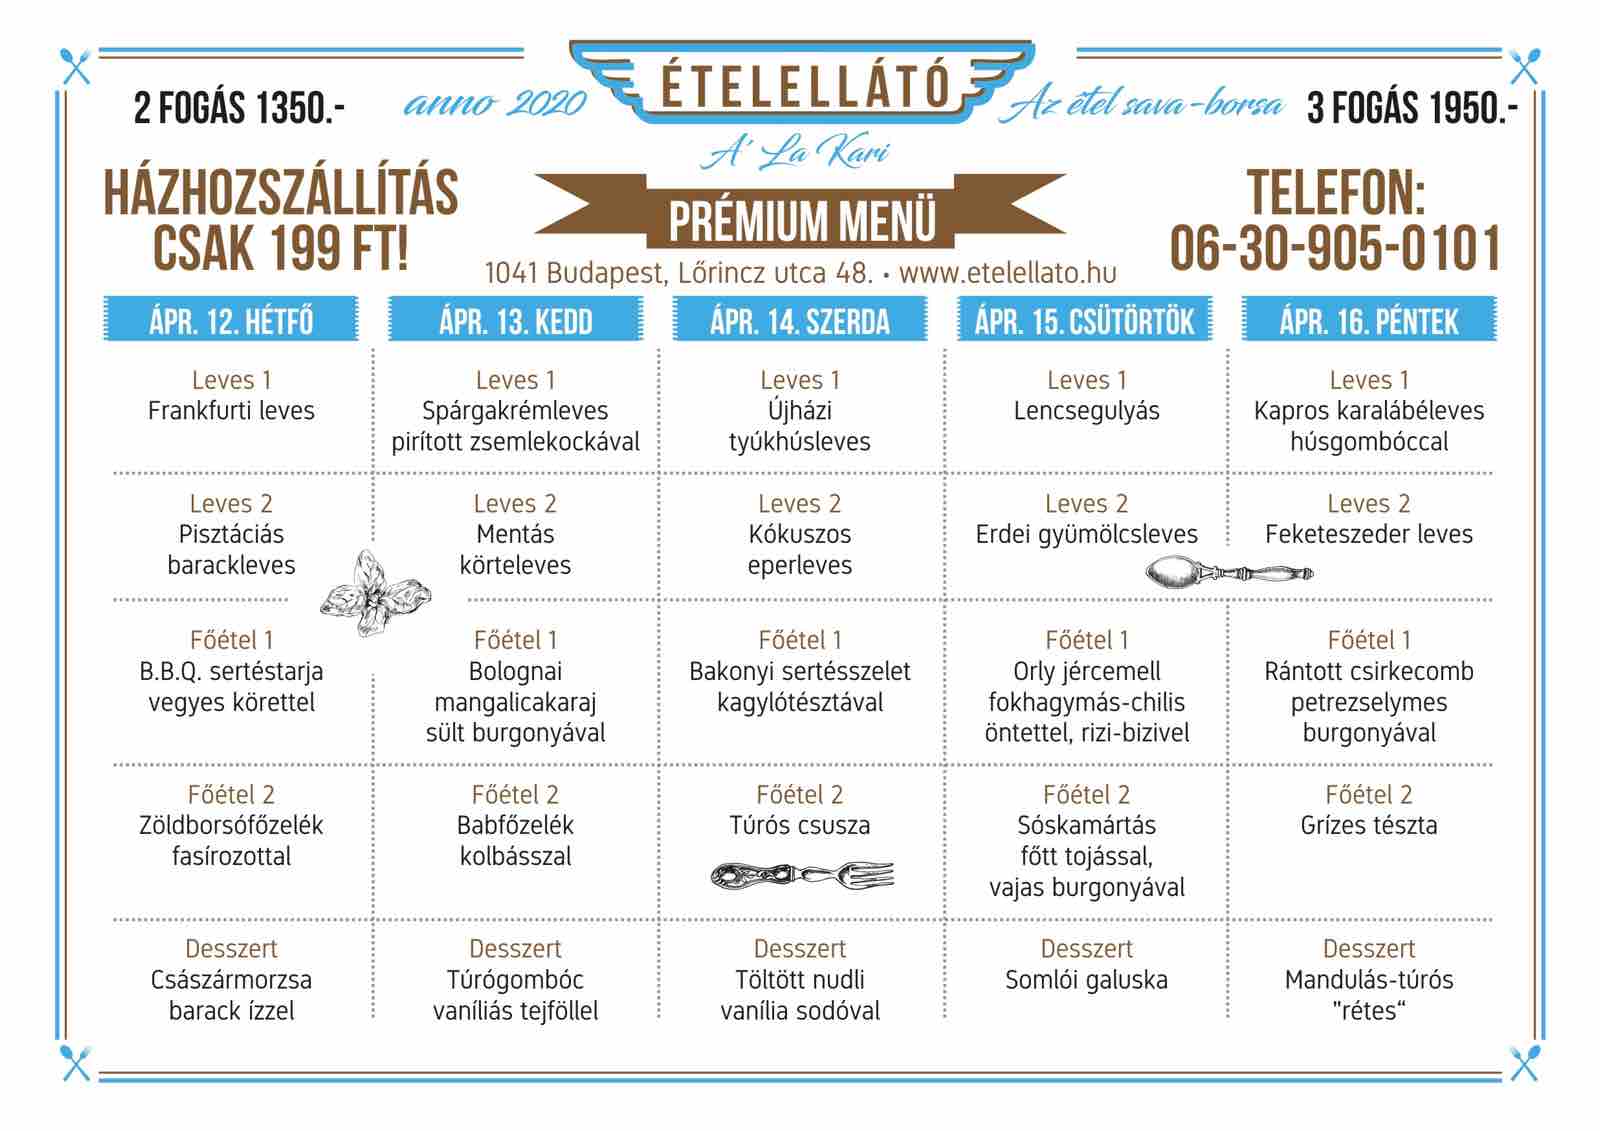 2 FOGÁS 1350.-
anno 2020
ÉTELELLÁTÓ
Az étel sava-borsa
3 FOGÁS 1950.-
A' La Kari
HÁZHOZSZÁLLÍTÁS
CSAK 199 FT!
PRÉMIUM MENÜ
TELEFON:
06-30-905-0101
1041 Budapest, Lőrincz utca 48. • www.etelellato.hu
ÁPR. 12. HÉTFŐ
Leves 1
Frankfurti leves
Leves 2
Pisztáciás
barackleves
Főétel 1
B.B.Q. sertéstarja
vegyes körettel
Főétel 2
Zöldborsófőzelék
fasírozottal
Desszert
Császármorzsa
barack ízzel
ÁPR. 13. KEDD
Leves 1
Spárgakrémleves
pirított zsemlekockával
Leves 2
Mentás
körteleves
Főétel 1
Bolognai
mangalicakaraj
sült burgonyával
Főétel 2
Babfőzelék
kolbásszal
Desszert
Túrógombóc
vaníliás tejföllel
ÁPR. 14. SZERDA
Leves 1
Újházi
tyúkhúsleves
Leves 2
Kókuszos
eperleves
Főétel 1
Bakonyi sertésszelet
kagylótésztával
Főétel 2
Túrós csusza
Desszert
Töltött nudli
vanília sodóval
ÁPR. 15. CSÜTÖRTÖK
Leves 1
Lencsegulyás
Leves 2
Erdei gyümölcsleves
Főétel 1
Orly jércemell
fokhagymás-chilis
öntettel, rizi-bizivel
Főétel 2
Sóskamártás
főtt tojással,
vajas burgonyával
Desszert
Somlói galuska
ÁPR. 16. PÉNTEK
Leves 1
Kapros karalábéleves
húsgombóccal
Leves 2
Feketeszeder leves
Főétel 1
Rántott csirkecomb
petrezselymes
burgonyával
Főétel 2
Grízes tészta
Desszert
Mandulás-túrós
"rétes“